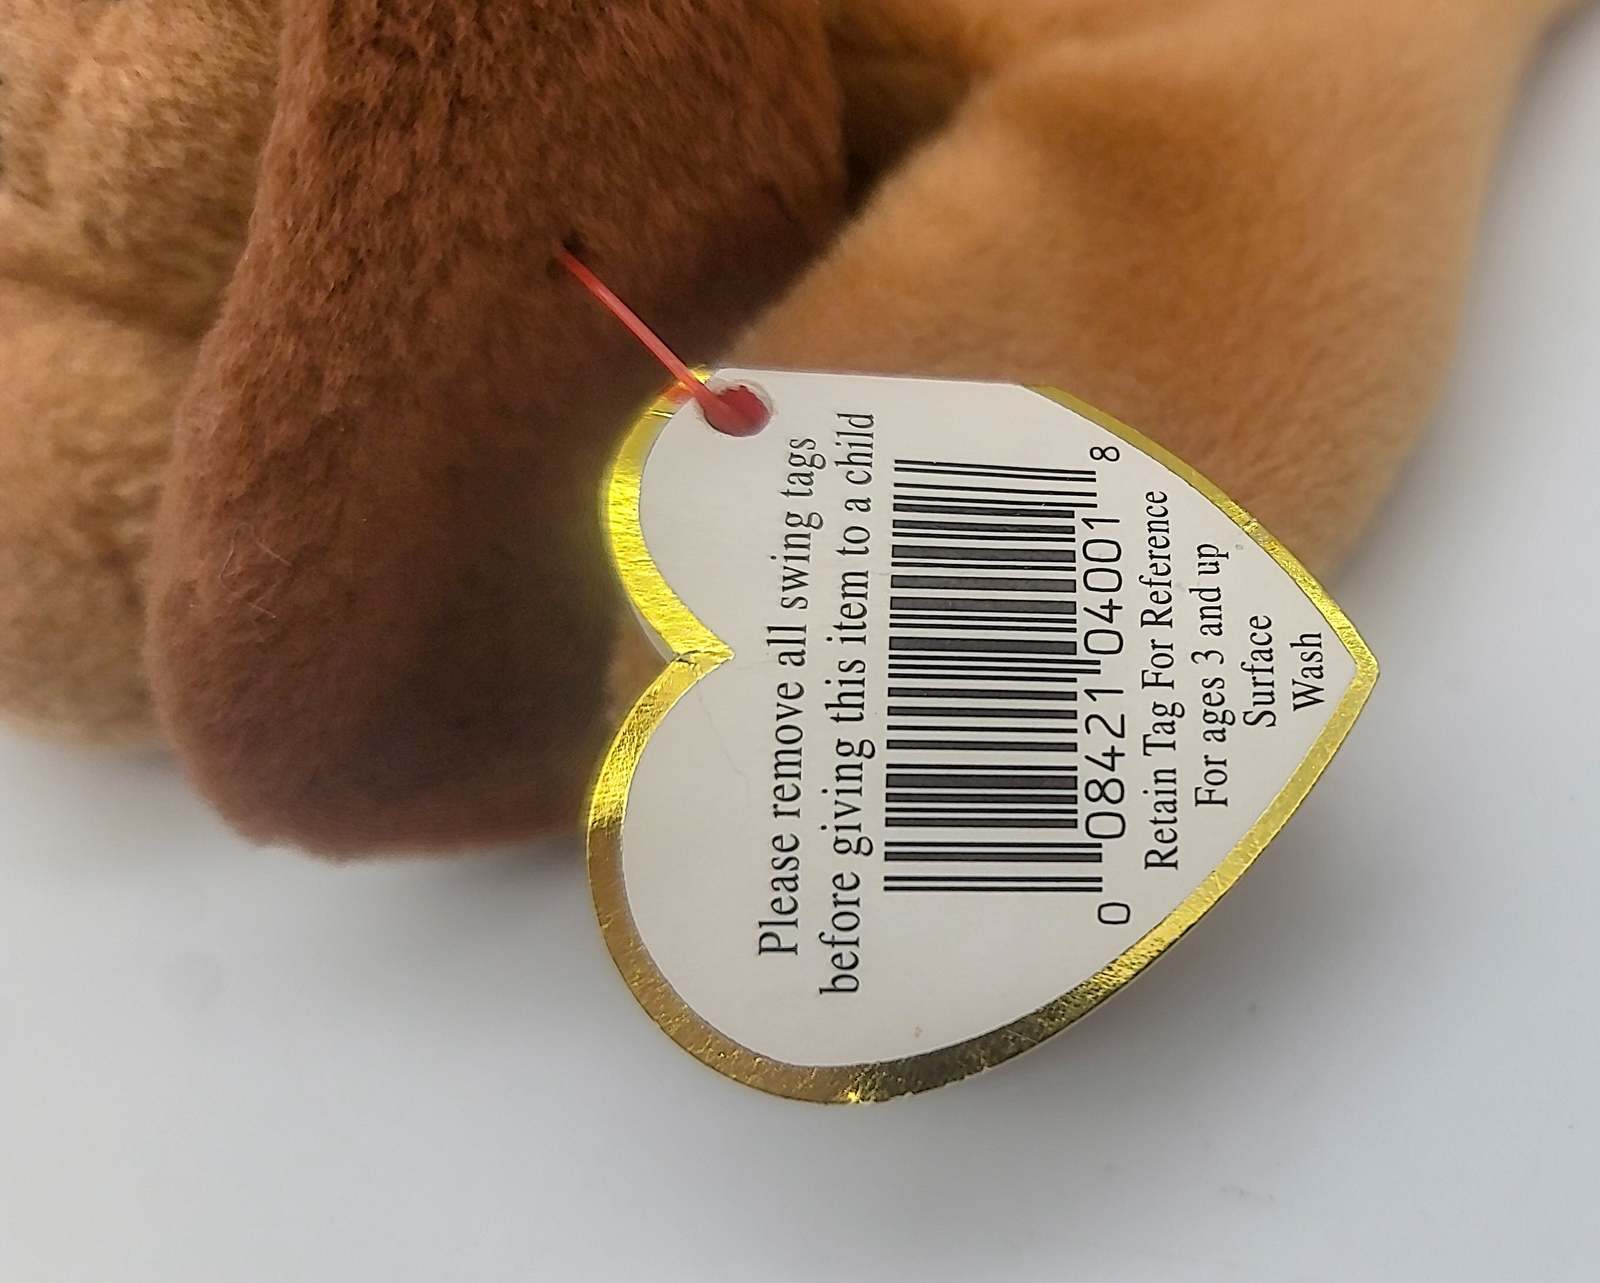 Please remove all swing tags
before giving this item to a child
0 08421 04001 8
Retain Tag For Reference
For ages 3 and up
Surface
Wash